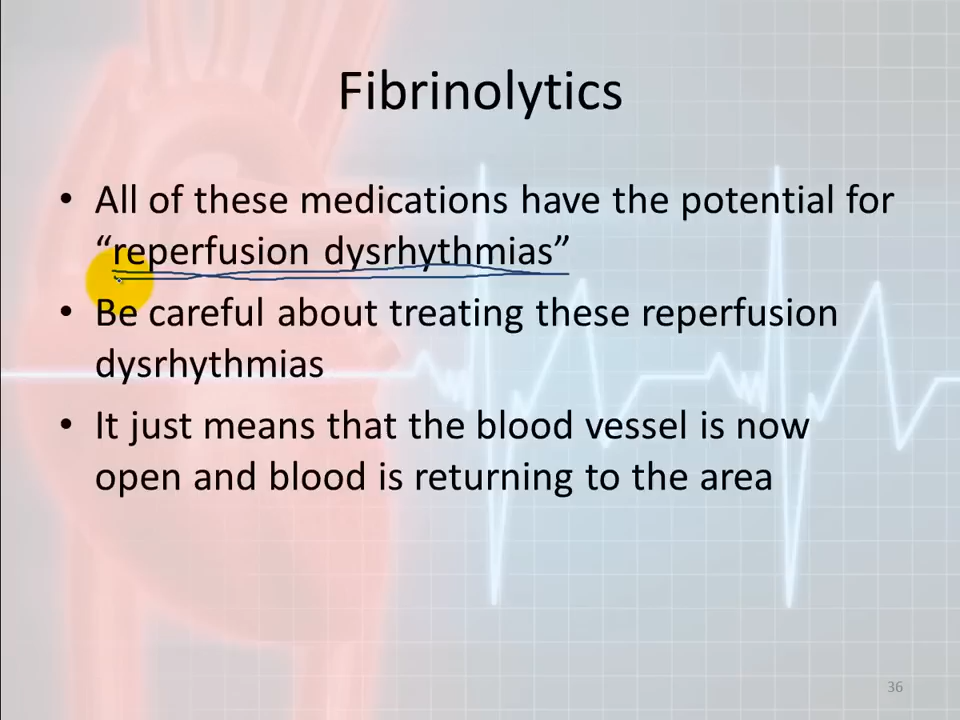 Fibrinolytics
• All of these medications have the potential for
“reperfusion dysrhythmias”
• Be careful about treating these reperfusion
dysrhythmias
• It just means that the blood vessel is now
open and blood is returning to the area
36